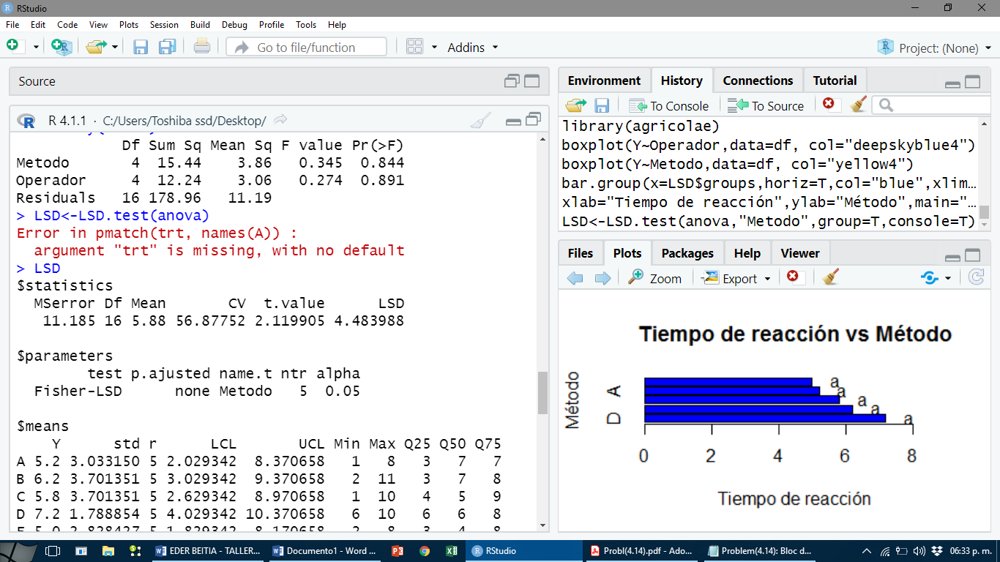 RStudio
File Edit Code View Plots Session Build Debug Profile Tools Help
Go to file/function
Addins
Project: (None)
Source
R 4.1.1 · C:/Users/Toshiba ssd/Desktop/
Df Sum Sq Mean Sq F value Pr(>F)
Metodo 4 15.44 3.86 0.345 0.844
Operador 4 12.24 3.06 0.274 0.891
Residuals 16 178.96 11.19
> LSD<-LSD.test(anova)
Error in pmatch(trt, names(A)) :
argument "trt" is missing, with no default
> LSD
$statistics
MSerror Df Mean CV t.value LSD
11.185 16 5.88 56.87752 2.119905 4.483988
$parameters
test p.ajusted name.t ntr alpha
Fisher-LSD none Metodo 5 0.05
$means
Y std r LCL UCL Min Max Q25 Q50 Q75
A 5.2 3.033150 5 2.029342 8.370658 1 8 3 7 7
B 6.2 3.701351 5 3.029342 9.370658 2 11 3 7 8
C 5.8 3.701351 5 2.629342 8.970658 1 10 4 5 9
D 7.2 1.788854 5 4.029342 10.370658 6 10 6 6 8
E 5.0 2.828427 5 1.829342 8.170658 2 8 3 4 8
Environment History Connections Tutorial
To Console To Source
library(agricolae)
boxplot(Y~Operador,data=df, col="deepskyblue4")
boxplot(Y~Metodo,data=df, col="yellow4")
bar.group(x=LSD$groups,horiz=T,col="blue",xlim…
xlab="Tiempo de reacción",ylab="Método",main="…
LSD<-LSD.test(anova,"Metodo",group=T,console=T)
Files Plots Packages Help Viewer
Zoom Export
Tiempo de reacción vs Método
Método
A
D
a
a
a
a
a
0 2 4 6 8
Tiempo de reacción
EDER BEITIA - TALLER... Documento1 - Word ... RStudio Probl(4.14).pdf - Ado... Problem(4.14): Bloc d... 06:33 p. m.